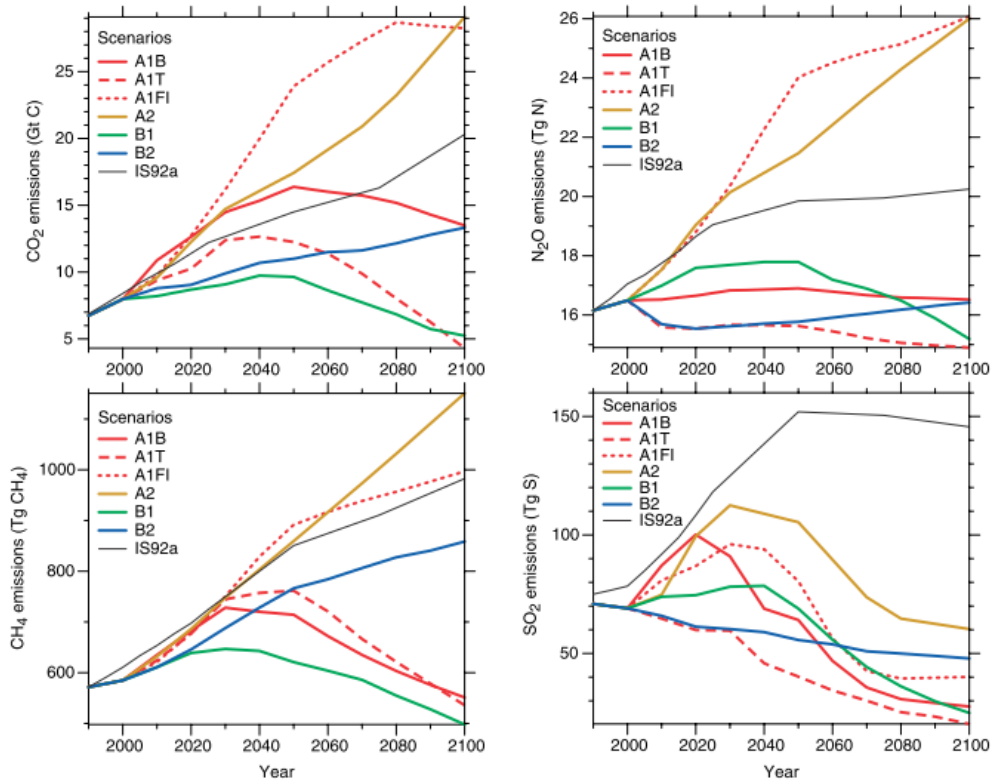 CO2 emissions (Gt C)
25
20
15
10
5
Scenarios
A1B
A1T
A1FI
A2
B1
B2
IS92a
2000 2020 2040 2060 2080 2100
N2O emissions (Tg N)
26
24
22
20
18
16
Scenarios
A1B
A1T
A1FI
A2
B1
B2
IS92a
2000 2020 2040 2060 2080 2100
CH4 emissions (Tg CH4)
1000
800
600
Scenarios
A1B
A1T
A1FI
A2
B1
B2
IS92a
2000 2020 2040 2060 2080 2100
Year
SO2 emissions (Tg S)
150
100
50
Scenarios
A1B
A1T
A1FI
A2
B1
B2
IS92a
2000 2020 2040 2060 2080 2100
Year